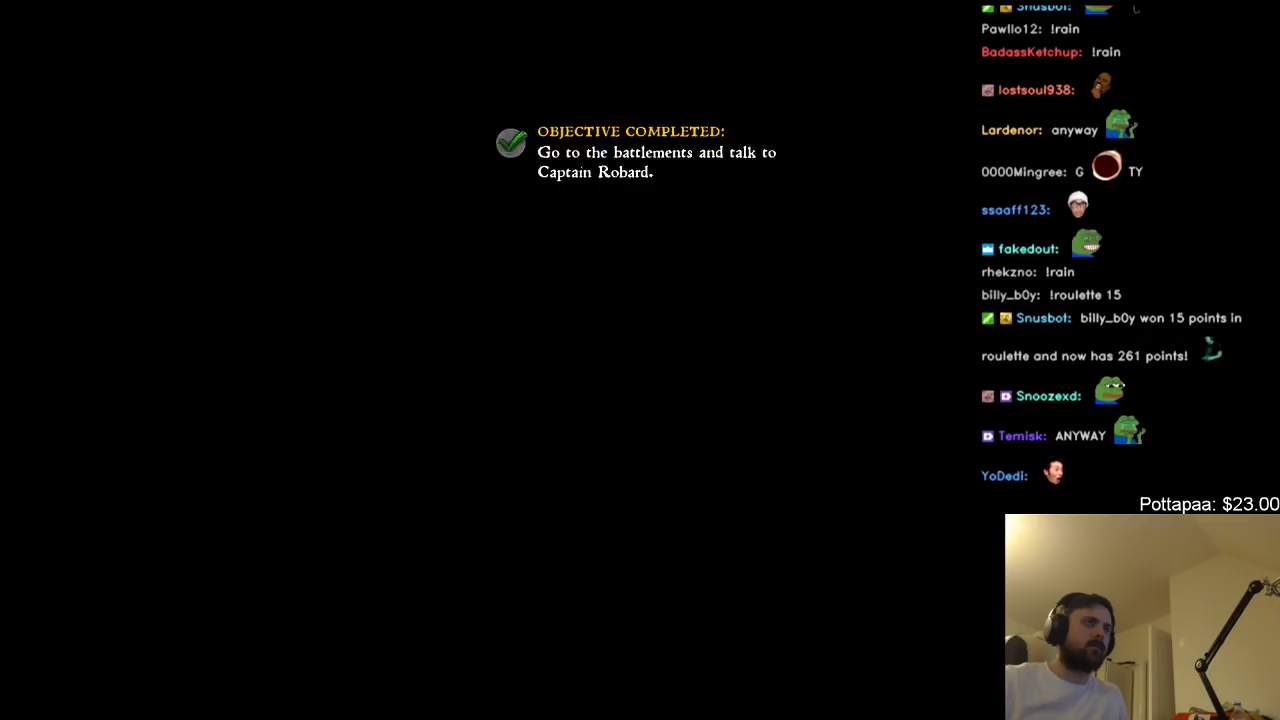 OBJECTIVE COMPLETED:
Go to the battlements and talk to
Captain Robard.
Snusbot:
Pawllo12: !rain
BadassKetchup: !rain
lostsoul938:
Lardenor: anyway
0000Mingree: G TY
ssaaff123:
fakedout:
rhekzno: !rain
billy_b0y: !roulette 15
Snusbot: billy_b0y won 15 points in
roulette and now has 261 points!
Snoozexd:
Temisk: ANYWAY
YoDedi:
Pottapaa: $23.00